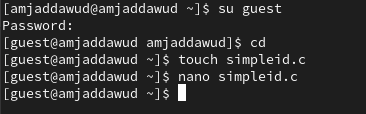 [amjaddawud@amjaddawud ~]$ su guest
Password:
[guest@amjaddawud amjaddawud]$ cd
[guest@amjaddawud ~]$ touch simpleid.c
[guest@amjaddawud ~]$ nano simpleid.c
[guest@amjaddawud ~]$